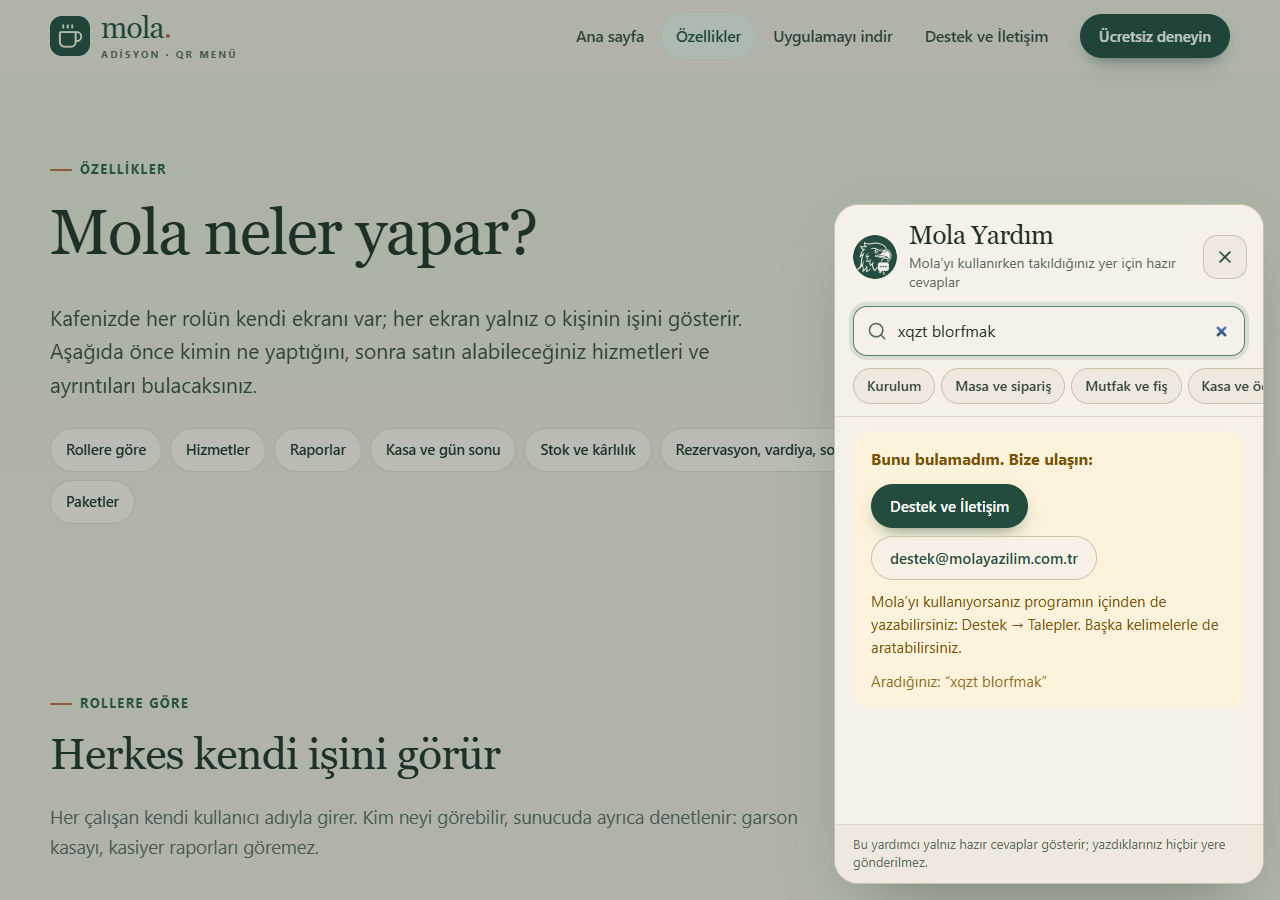 mola.
ADİSYON · QR MENÜ
Ana sayfa
Özellikler
Uygulamayı indir
Destek ve İletişim
Ücretsiz deneyin
ÖZELLİKLER
Mola neler yapar?
Kafenizde her rolün kendi ekranı var; her ekran yalnız o kişinin işini gösterir.
Aşağıda önce kimin ne yaptığını, sonra satın alabileceğiniz hizmetleri ve
ayrıntıları bulacaksınız.
Rollere göre
Hizmetler
Raporlar
Kasa ve gün sonu
Stok ve kârlılık
Rezervasyon, vardiya,
Paketler
ROLLERE GÖRE
Herkes kendi işini görür
Her çalışan kendi kullanıcı adıyla girer. Kim neyi görebilir, sunucuda ayrıca denetlenir: garson
kasayı, kasiyer raporları göremez.
Mola Yardım
Mola’yı kullanırken takıldığınız yer için hazır
cevaplar
xqzt blorfmak
Kurulum
Masa ve sipariş
Mutfak ve fiş
Kasa ve
Bunu bulamadım. Bize ulaşın:
Destek ve İletişim
destek@molayazilim.com.tr
Mola’yı kullanıyorsanız programın içinden de
yazabilirsiniz: Destek → Talepler. Başka kelimelerle de
aratabilirsiniz.
Aradığınız: “xqzt blorfmak”
Bu yardımcı yalnız hazır cevaplar gösterir; yazdıklarınız hiçbir yere
gönderilmez.